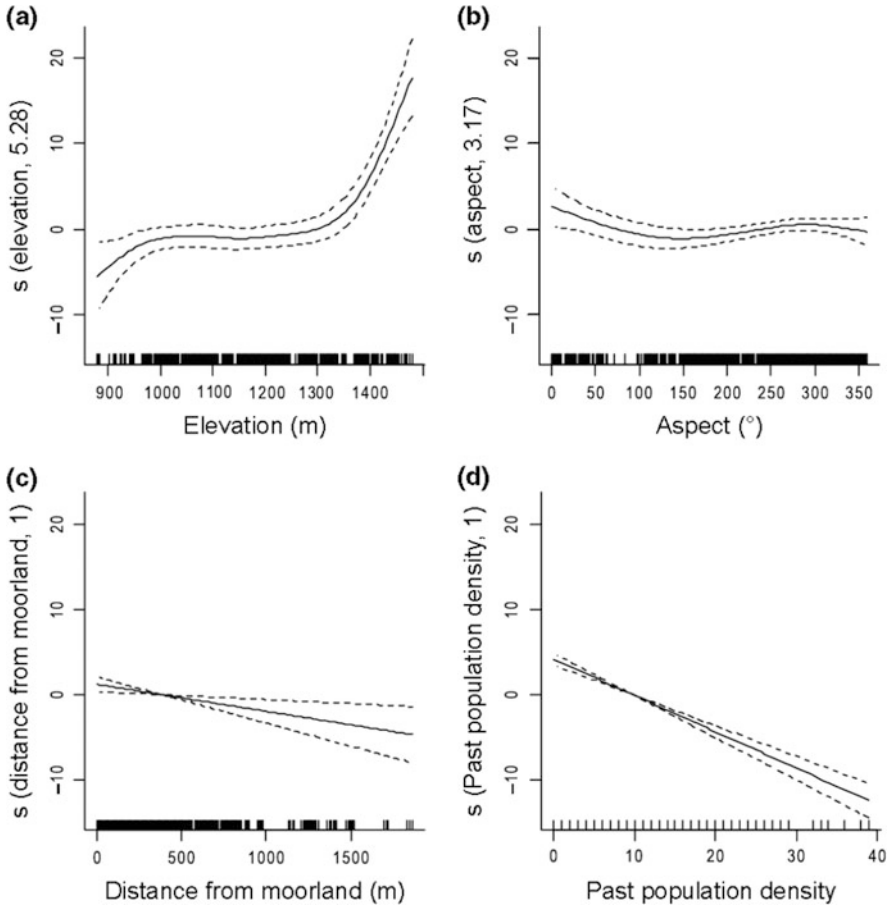 (a)
20
10
0
−10
s (elevation, 5.28)
900 1000 1100 1200 1300 1400
Elevation (m)
(b)
20
10
0
−10
s (aspect, 3.17)
0 50 100 150 200 250 300 350
Aspect (°)
(c)
20
10
0
−10
s (distance from moorland, 1)
0 500 1000 1500
Distance from moorland (m)
(d)
20
10
0
−10
s (Past population density, 1)
0 10 20 30 40
Past population density